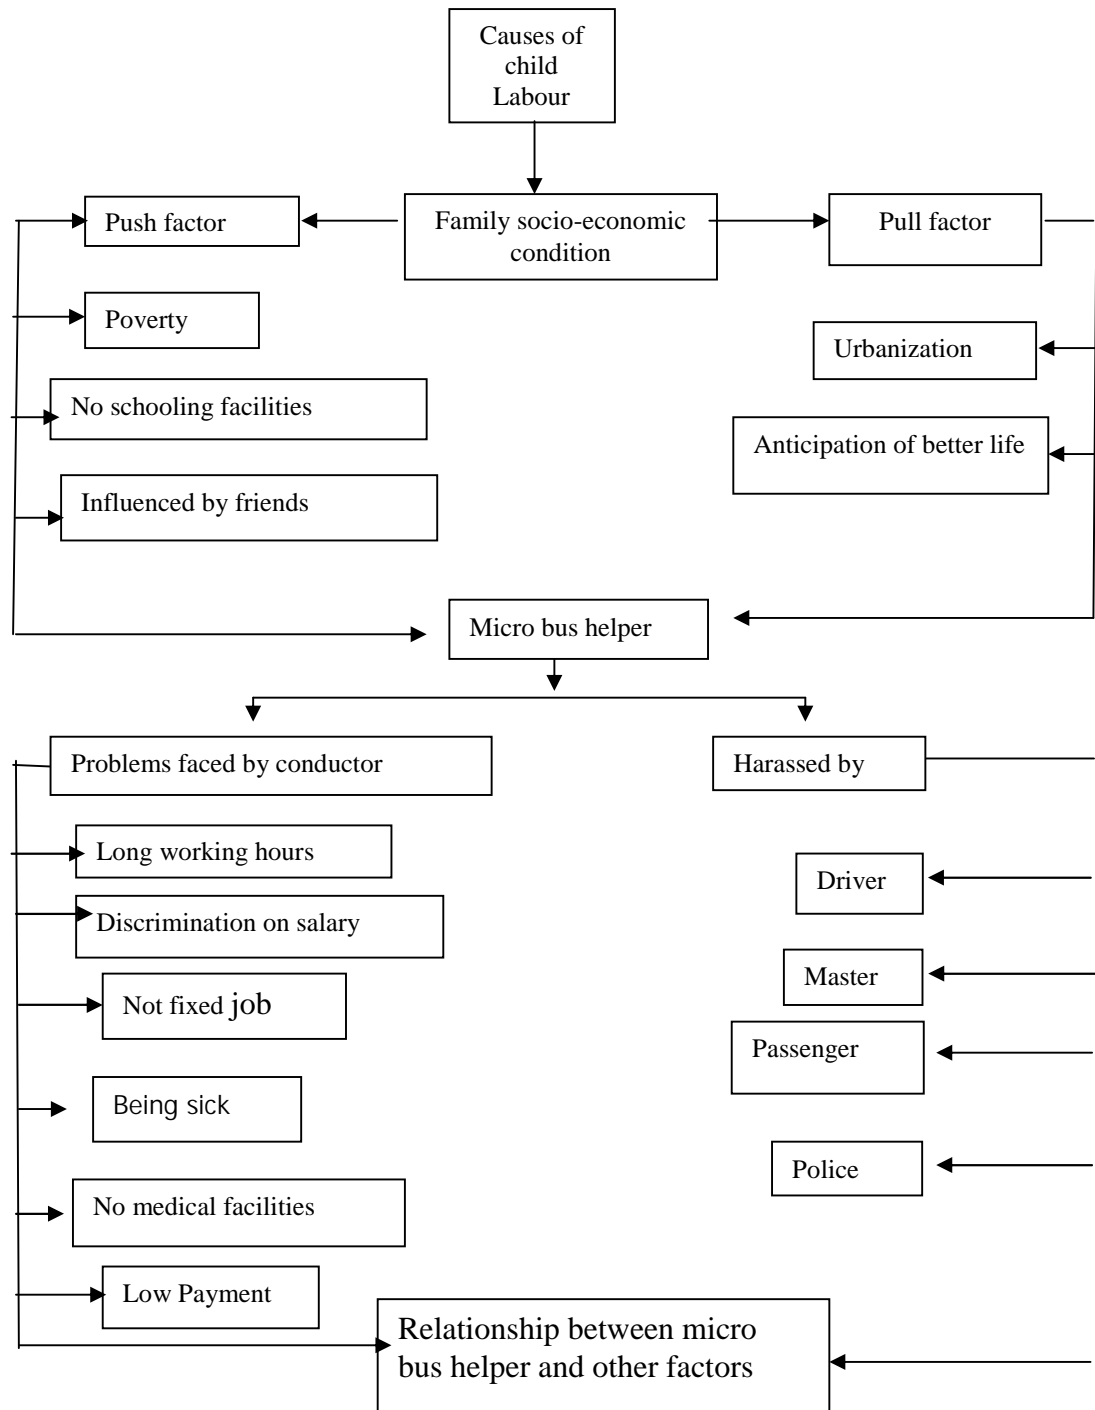 Causes of
child
Labour
Push factor
Family socio-economic
condition
Pull factor
Poverty
Urbanization
No schooling facilities
Anticipation of better life
Influenced by friends
Micro bus helper
Problems faced by conductor
Harassed by
Long working hours
Driver
Discrimination on salary
Master
Not fixed job
Passenger
Being sick
Police
No medical facilities
Low Payment
Relationship between micro
bus helper and other factors